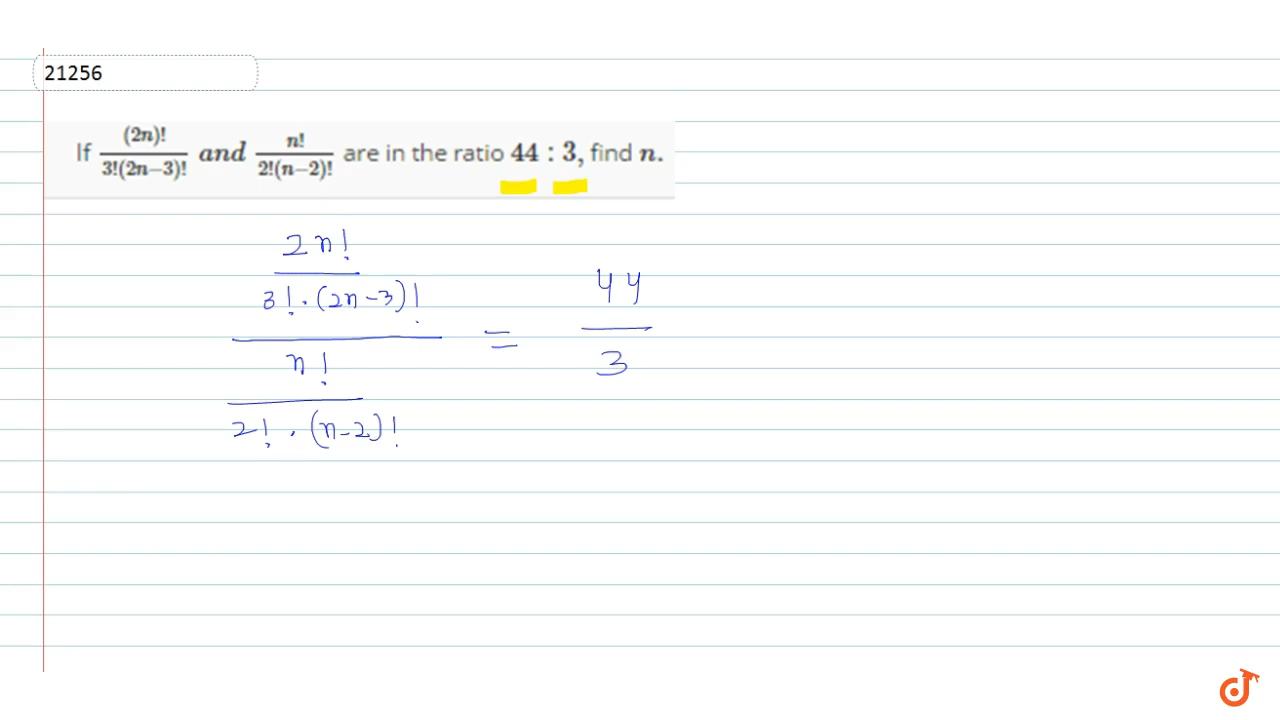 21256
If (2n)!/3!(2n−3)! and n!/2!(n−2)! are in the ratio 44 : 3, find n.
2n!
3! · (2n-3)!
n!
2! · (n-2)!
=
44
3